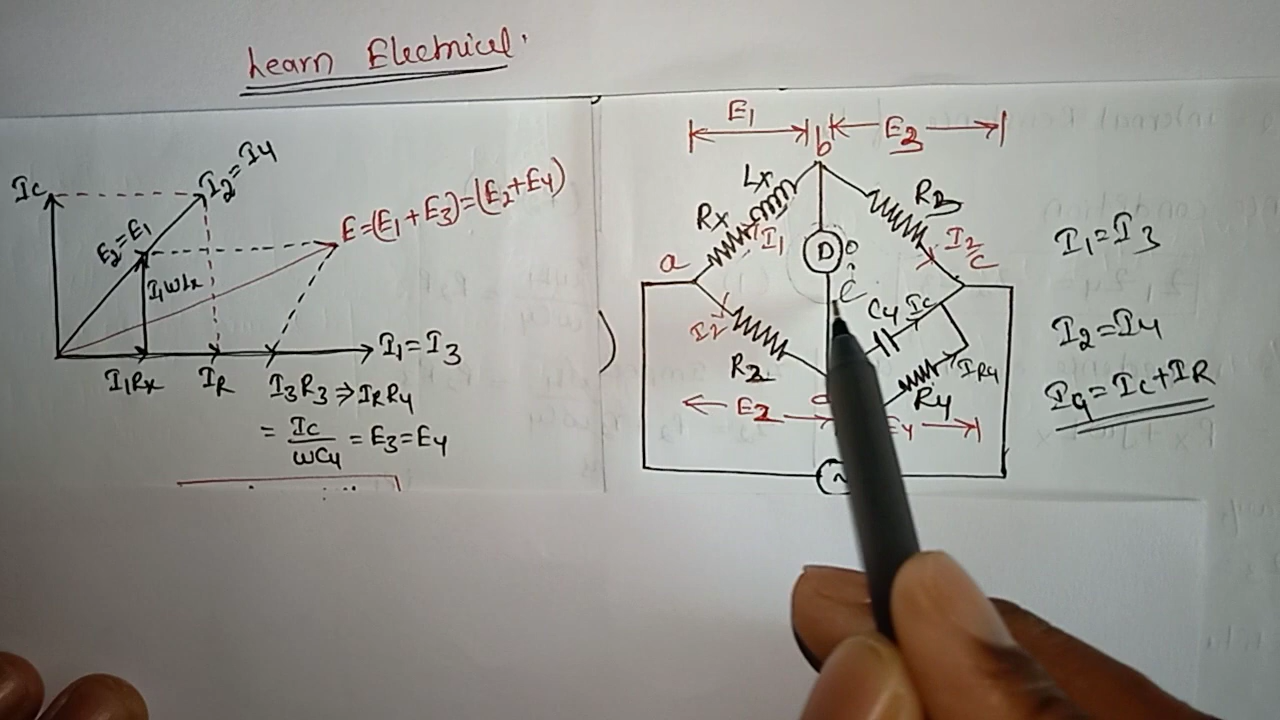 Learn Electrical.
Ic
I2=I4
E2=E1
I1WLx
E=(E1+E3)=(E2+E4)
I1=I3
I1Rx
IR
I3R3⇒IRR4
= Ic/WC4 = E3=E4
E1
E3
b
Lx
Rx
R3
I1
D
I2
a
c
C4
Ic
I2
R2
IR4
R4
E2
E4
I1=I3
I2=I4
I4=Ic+IR